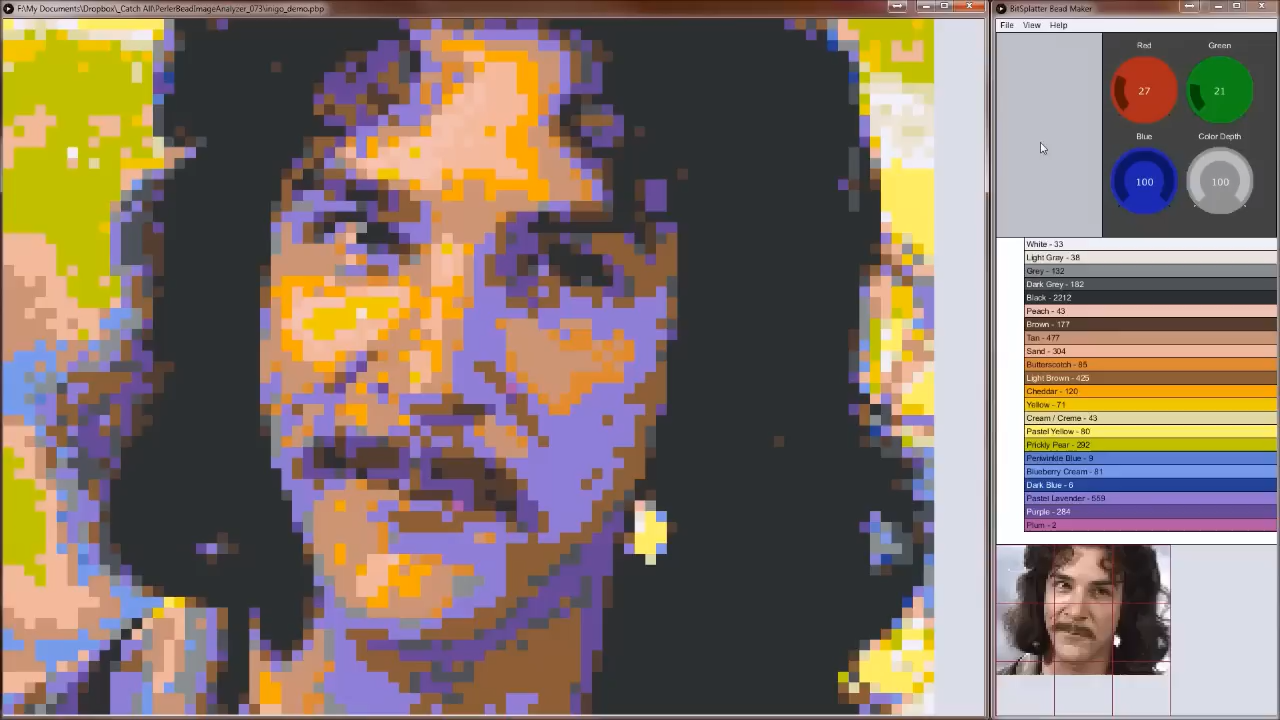 F:\My Documents\Dropbox\_Catch All\PerlerBeadImageAnalyzer_073\inigo_demo.pbp
BitSplatter Bead Maker
File View Help
Red Green
27 21
Blue Color Depth
100 100
White - 33
Light Gray - 38
Grey - 132
Dark Grey - 182
Black - 2212
Peach - 43
Brown - 177
Tan - 477
Sand - 304
Butterscotch - 85
Light Brown - 425
Cheddar - 120
Yellow - 71
Cream / Creme - 43
Pastel Yellow - 80
Prickly Pear - 292
Periwinkle Blue - 9
Blueberry Cream - 81
Dark Blue - 6
Pastel Lavender - 559
Purple - 284
Plum - 2